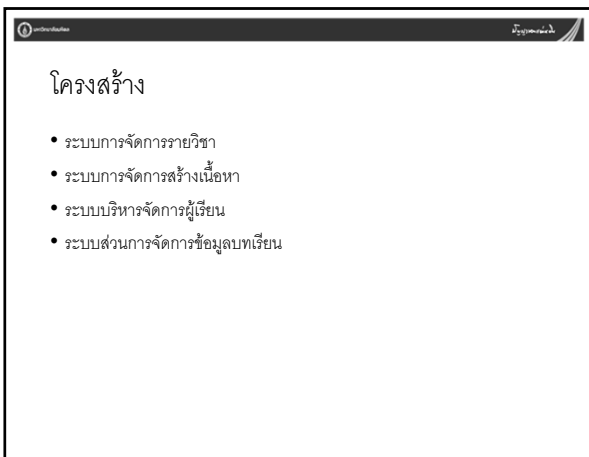 โครงสร้าง
• ระบบการจัดการรายวิชา
• ระบบการจัดการสร้างเนื้อหา
• ระบบบริหารจัดการผู้เรียน
• ระบบส่วนการจัดการข้อมูลบทเรียน